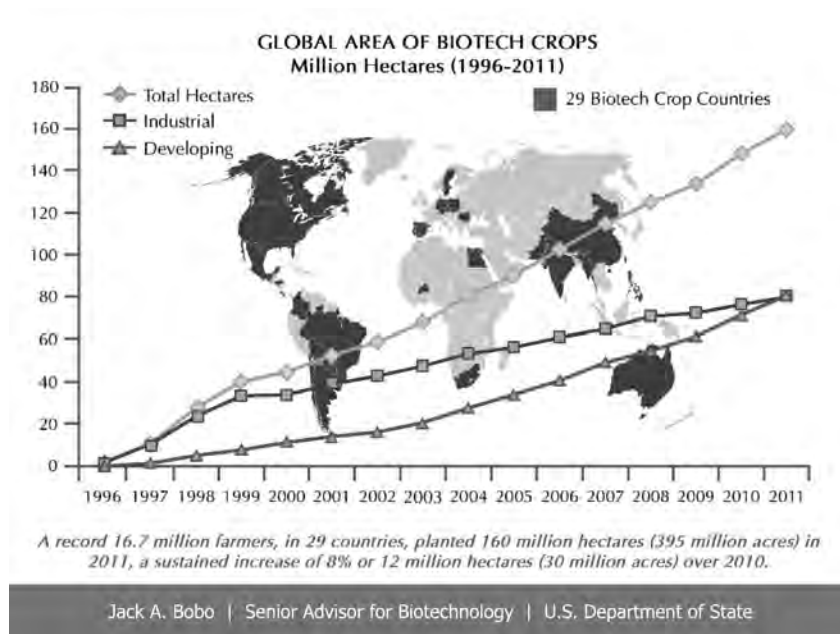 GLOBAL AREA OF BIOTECH CROPS
Million Hectares (1996-2011)
180
160
140
120
100
80
60
40
20
0
Total Hectares
Industrial
Developing
29 Biotech Crop Countries
1996 1997 1998 1999 2000 2001 2002 2003 2004 2005 2006 2007 2008 2009 2010 2011
A record 16.7 million farmers, in 29 countries, planted 160 million hectares (395 million acres) in
2011, a sustained increase of 8% or 12 million hectares (30 million acres) over 2010.
Jack A. Bobo | Senior Advisor for Biotechnology | U.S. Department of State